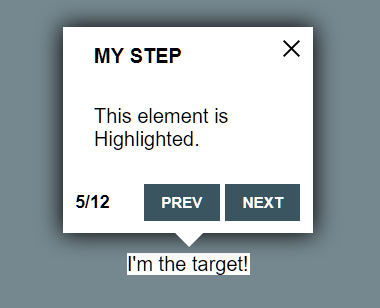 MY STEP
This element is
Highlighted.
5/12 PREV NEXT
I'm the target!